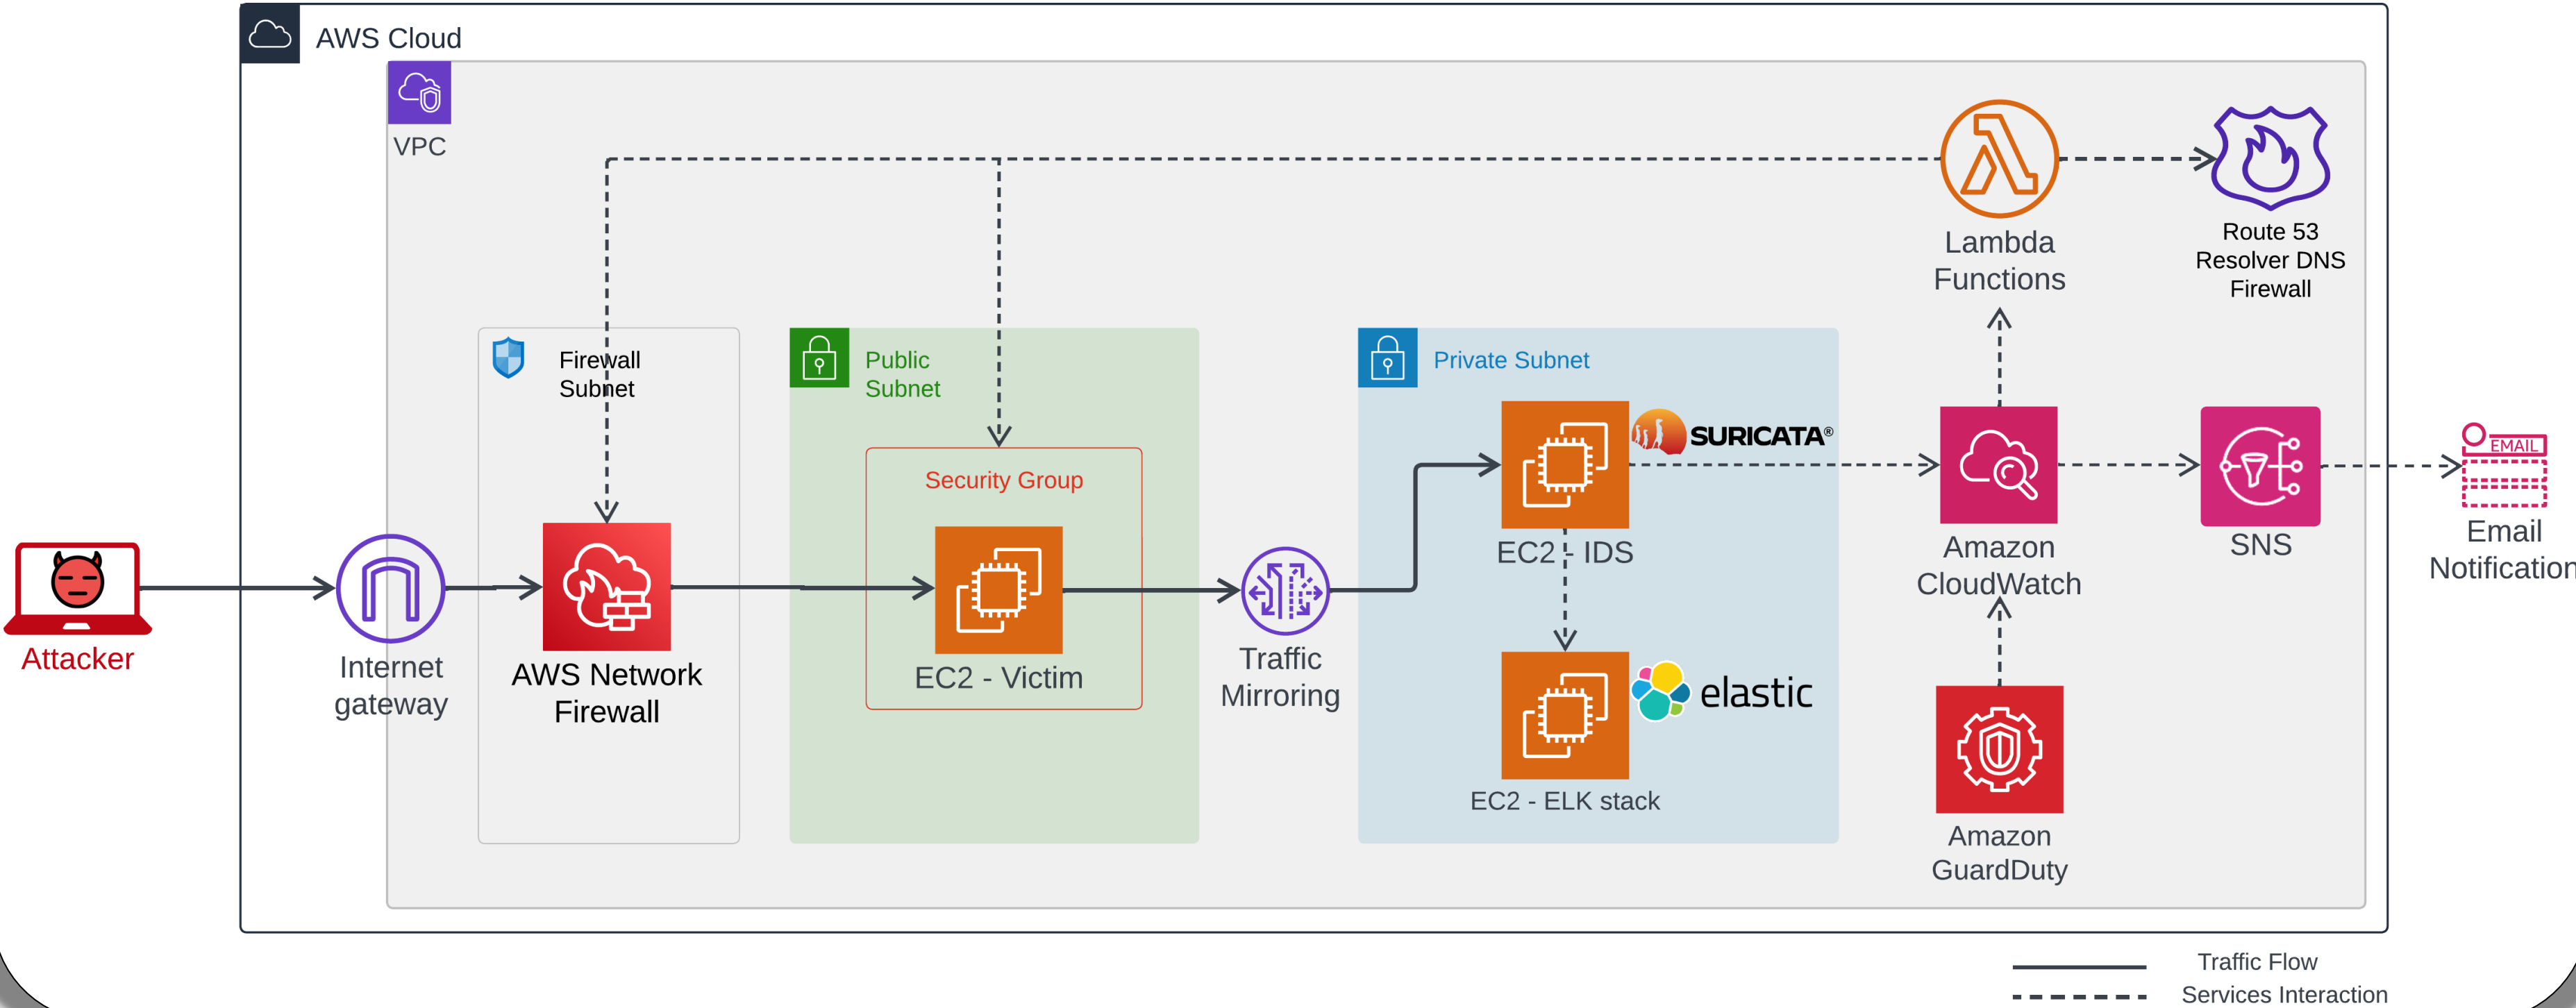 AWS Cloud
VPC
Lambda
Functions
Route 53
Resolver DNS
Firewall
Firewall
Subnet
Public
Subnet
Private Subnet
Security Group
SURICATA®
EC2 - IDS
EC2 - Victim
Attacker
Internet
gateway
AWS Network
Firewall
Traffic
Mirroring
elastic
EC2 - ELK stack
Amazon
CloudWatch
SNS
EMAIL
Email
Notification
Amazon
GuardDuty
Traffic Flow
Services Interaction